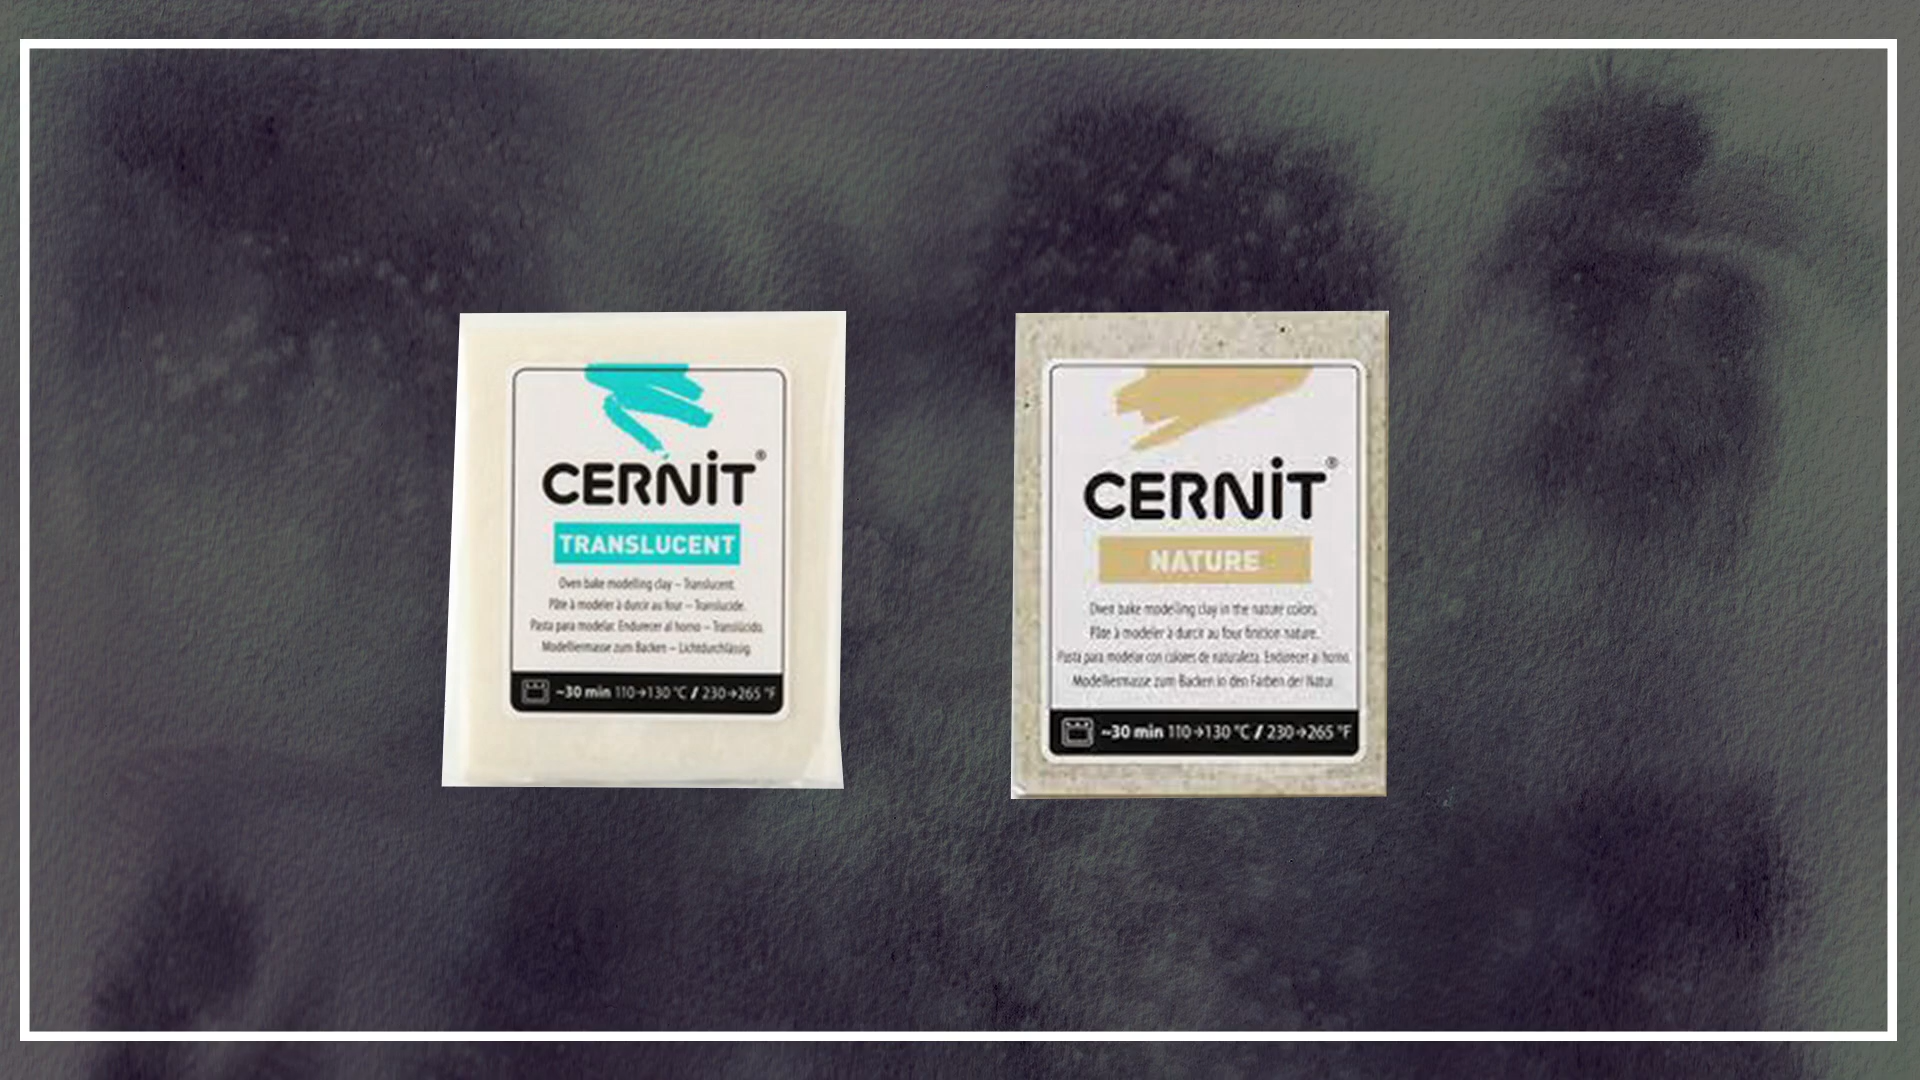 CERNiT®
TRANSLUCENT
Oven bake modelling clay – Translucent.
Pâte à modeler à durcir au four – Translucide.
Pasta para modelar. Endurecer al horno – Translúcido.
Modelliermasse zum Backen – Lichtdurchlässig.
~30 min 110→130 °C / 230→265 °F
CERNiT®
NATURE
Oven bake modelling clay in the nature colors.
Pâte à modeler à durcir au four finition nature.
Pasta para modelar con colores de naturaleza. Endurecer al horno.
Modelliermasse zum Backen in den Farben der Natur.
~30 min 110→130 °C / 230→265 °F